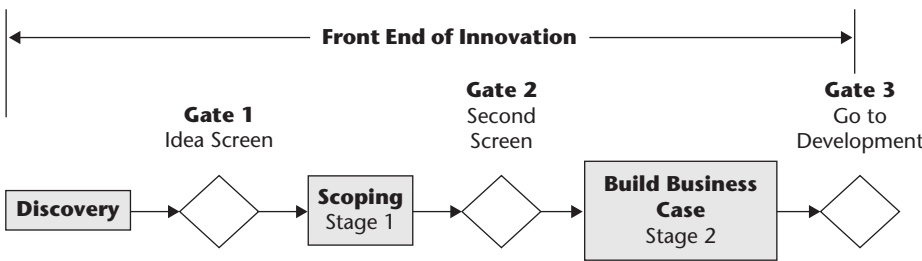 Front End of Innovation
Gate 1
Idea Screen
Gate 2
Second
Screen
Gate 3
Go to
Development
Discovery
Scoping
Stage 1
Build Business
Case
Stage 2